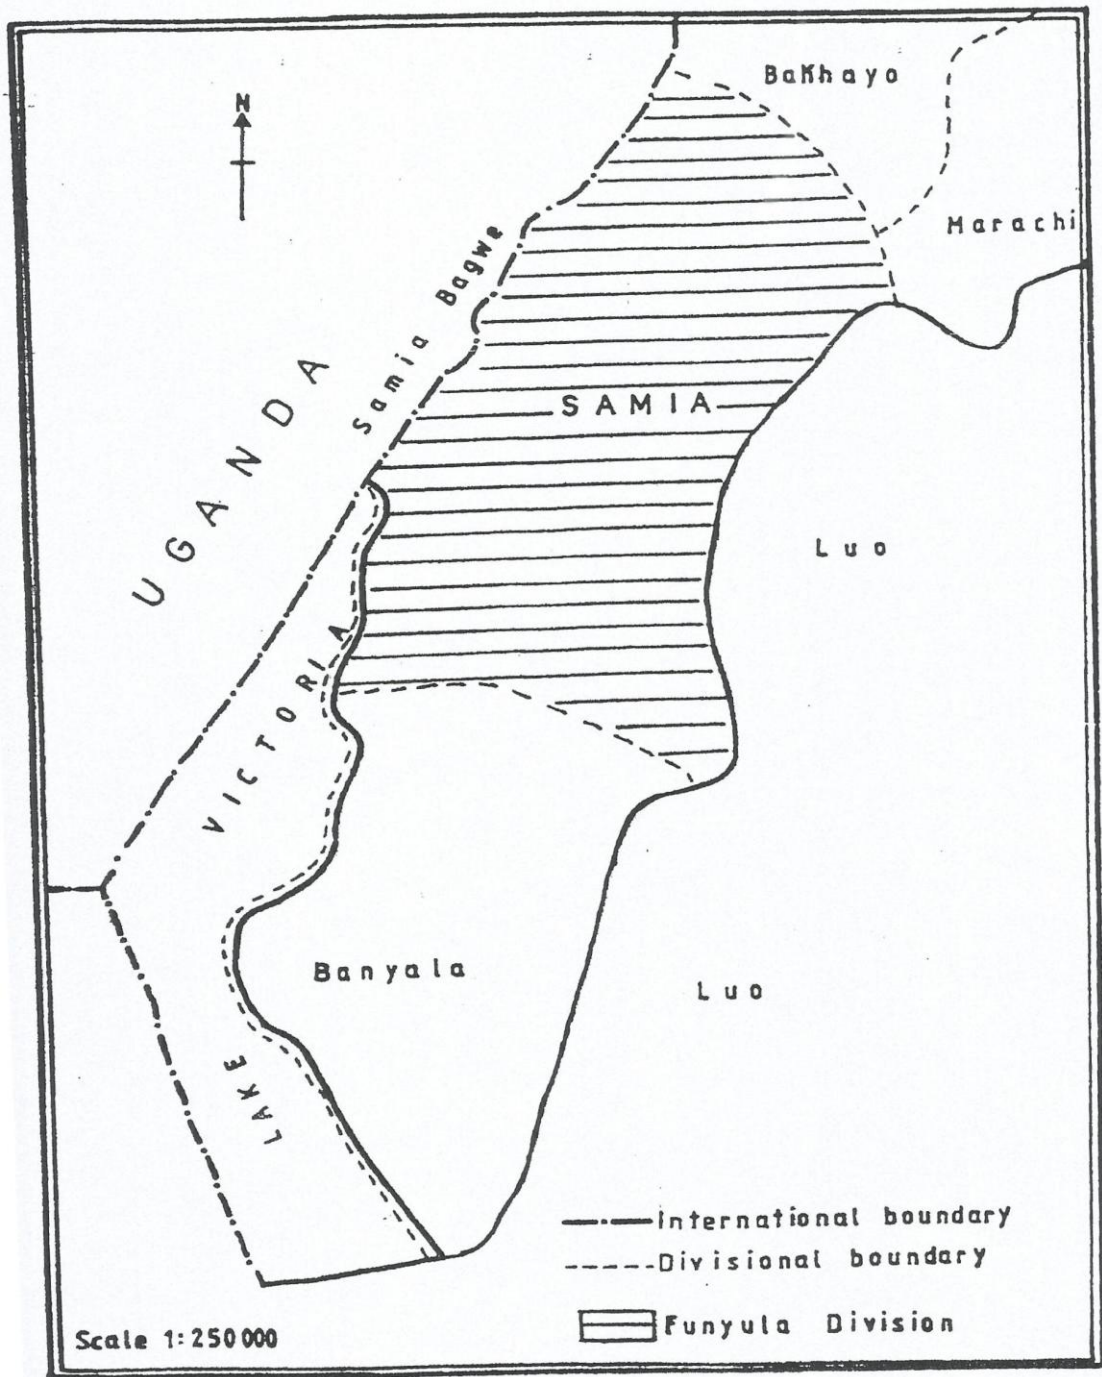 BaKhayo
N
Marachi
Samia Bagwe
UGANDA
SAMIA
Luo
LAKE VICTORIA
Banyala
Luo
International boundary
Divisional boundary
Funyula Division
Scale 1:250000